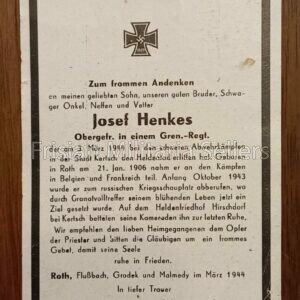 Zum frommen Andenken
an meinen geliebten Sohn, unseren guten Bruder, Schwa-
ger, Onkel, Neffen und Vetter
Josef Henkes
Obergefr. in einem Gren.-Regt.
der am 3. März 1944 bei den schweren Abwehrkämpfen
in der Stadt Kertsch den Heldentod erlitten hat. Geboren
in Roth am 21. Jan. 1906 nahm er an den Kämpfen
in Belgien und Frankreich teil. Anfang Oktober 1943
wurde er zum russischen Kriegsschauplatz abberufen, wo
durch Granatvolltreffer seinem blühenden Leben jetzt ein
Ziel gesetzt wurde. Auf dem Heldenfriedhof Hirschdorf
bei Kertsch betteten seine Kameraden ihn zur letzten Ruhe.
Wir empfehlen den lieben Heimgegangenen dem Opfer
der Priester und bitten die Gläubigen um ein frommes
Gebet, damit seine Seele
ruhe in Frieden.
Roth, Flußbach, Grodek und Malmedy im März 1944
In tiefer Trauer